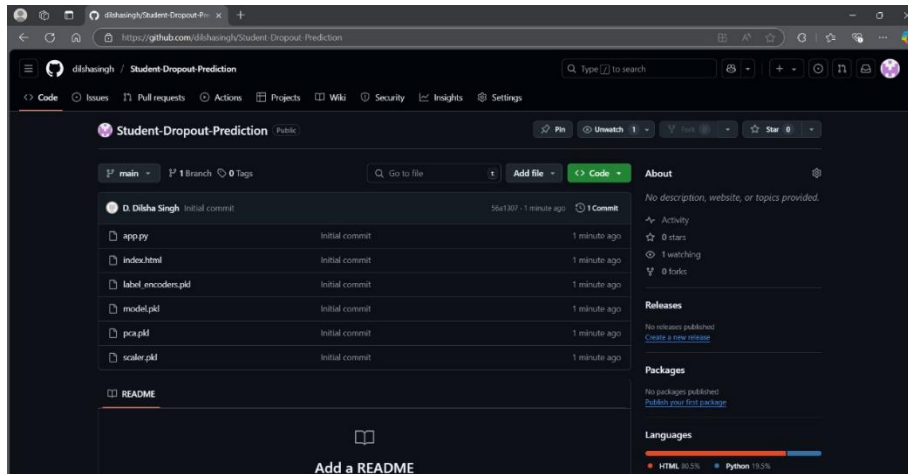 dilshasingh/Student-Dropout-Pre
https://github.com/dilshasingh/Student-Dropout-Prediction
dilshasingh / Student-Dropout-Prediction
Type / to search
Code Issues Pull requests Actions Projects Wiki Security Insights Settings
Student-Dropout-Prediction Public
Pin Unwatch 1 Fork 0 Star 0
main 1 Branch 0 Tags Go to file t Add file Code
D. Dilsha Singh Initial commit 56a1307 · 1 minute ago 1 Commit
app.py Initial commit 1 minute ago
index.html Initial commit 1 minute ago
label_encoders.pkl Initial commit 1 minute ago
model.pkl Initial commit 1 minute ago
pca.pkl Initial commit 1 minute ago
scaler.pkl Initial commit 1 minute ago
README
Add a README
About
No description, website, or topics provided.
Activity
0 stars
1 watching
0 forks
Releases
No releases published
Create a new release
Packages
No packages published
Publish your first package
Languages
HTML 80.5% Python 19.5%